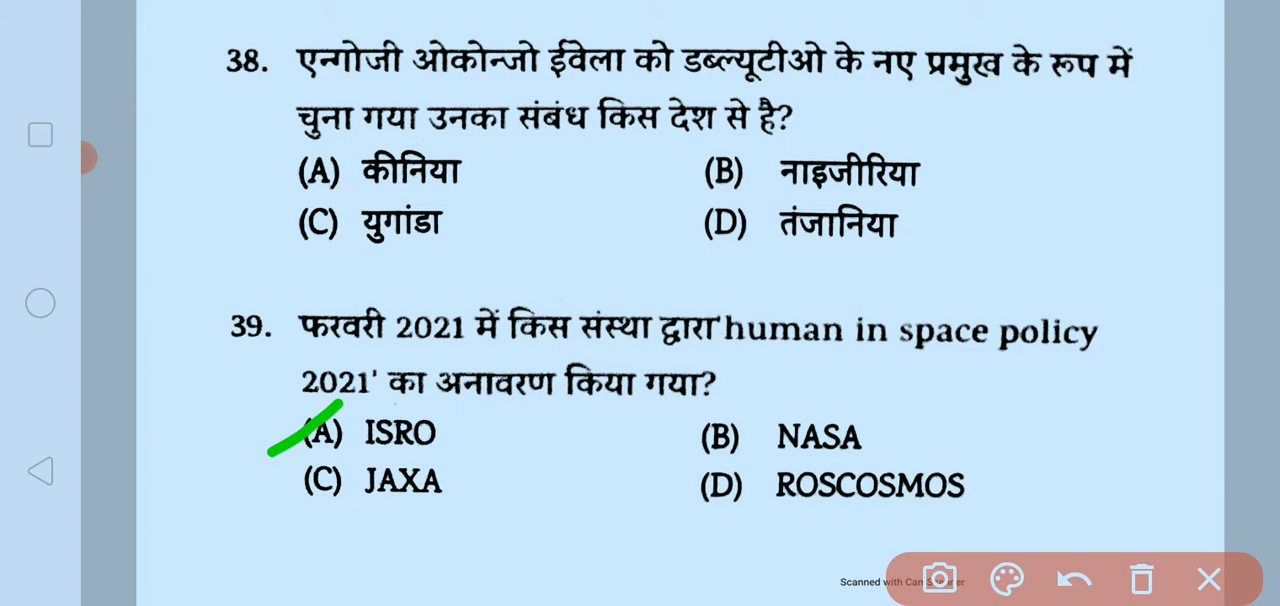 38. एन्गोजी ओकोन्जो ईवेला को डब्ल्यूटीओ के नए प्रमुख के रूप में
चुना गया उनका संबंध किस देश से है?
(A) कीनिया (B) नाइजीरिया
(C) युगांडा (D) तंजानिया
39. फरवरी 2021 में किस संस्था द्वारा human in space policy
2021' का अनावरण किया गया?
(A) ISRO (B) NASA
(C) JAXA (D) ROSCOSMOS
Scanned with CamScanner